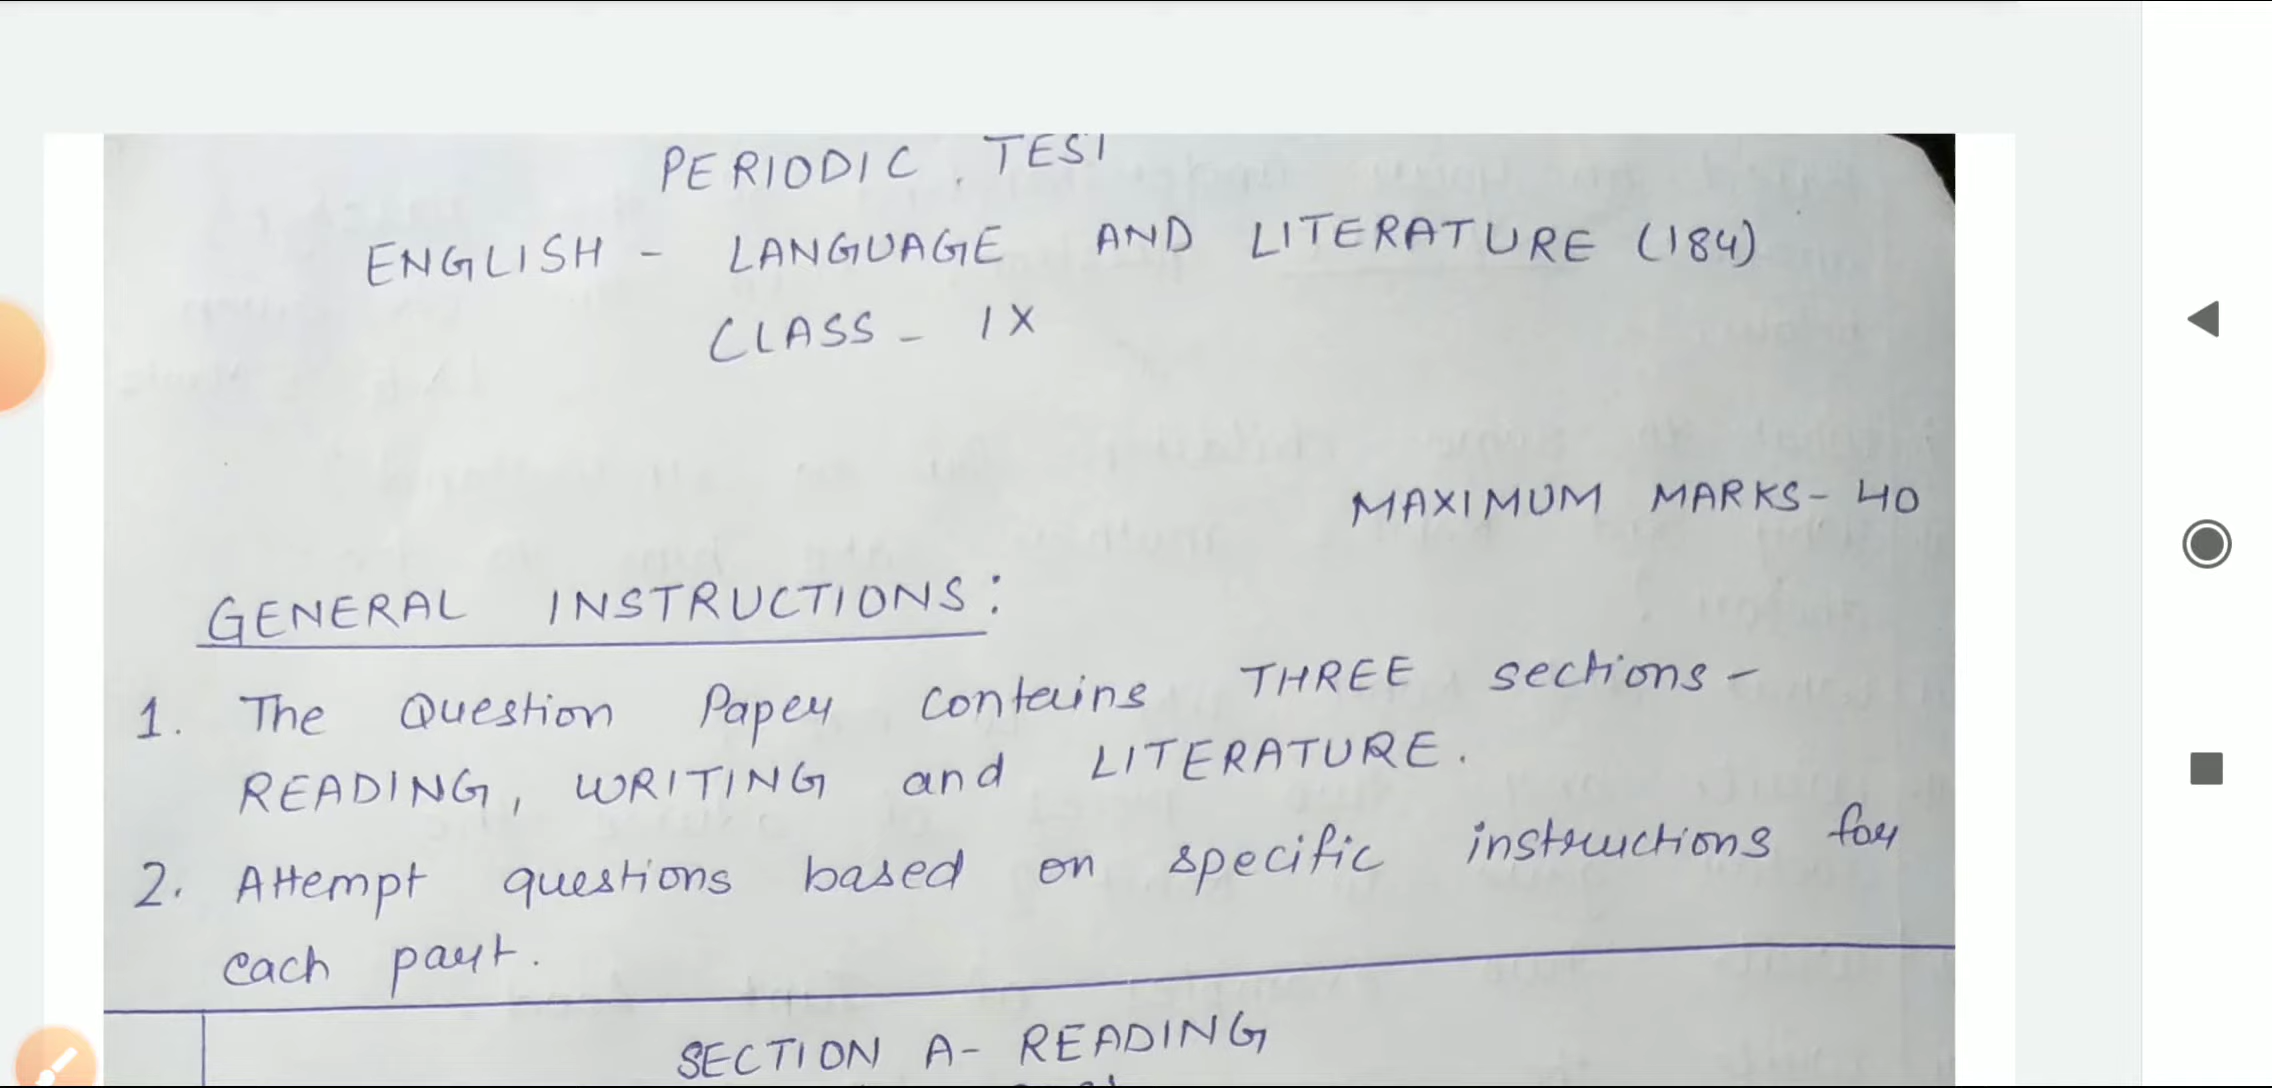 PERIODIC TEST
ENGLISH - LANGUAGE AND LITERATURE (184)
CLASS - IX
MAXIMUM MARKS- 40
GENERAL INSTRUCTIONS:
1. The Question Paper contains THREE sections -
READING, WRITING and LITERATURE.
2. Attempt questions based on specific instructions for
each part.
SECTION A- READING